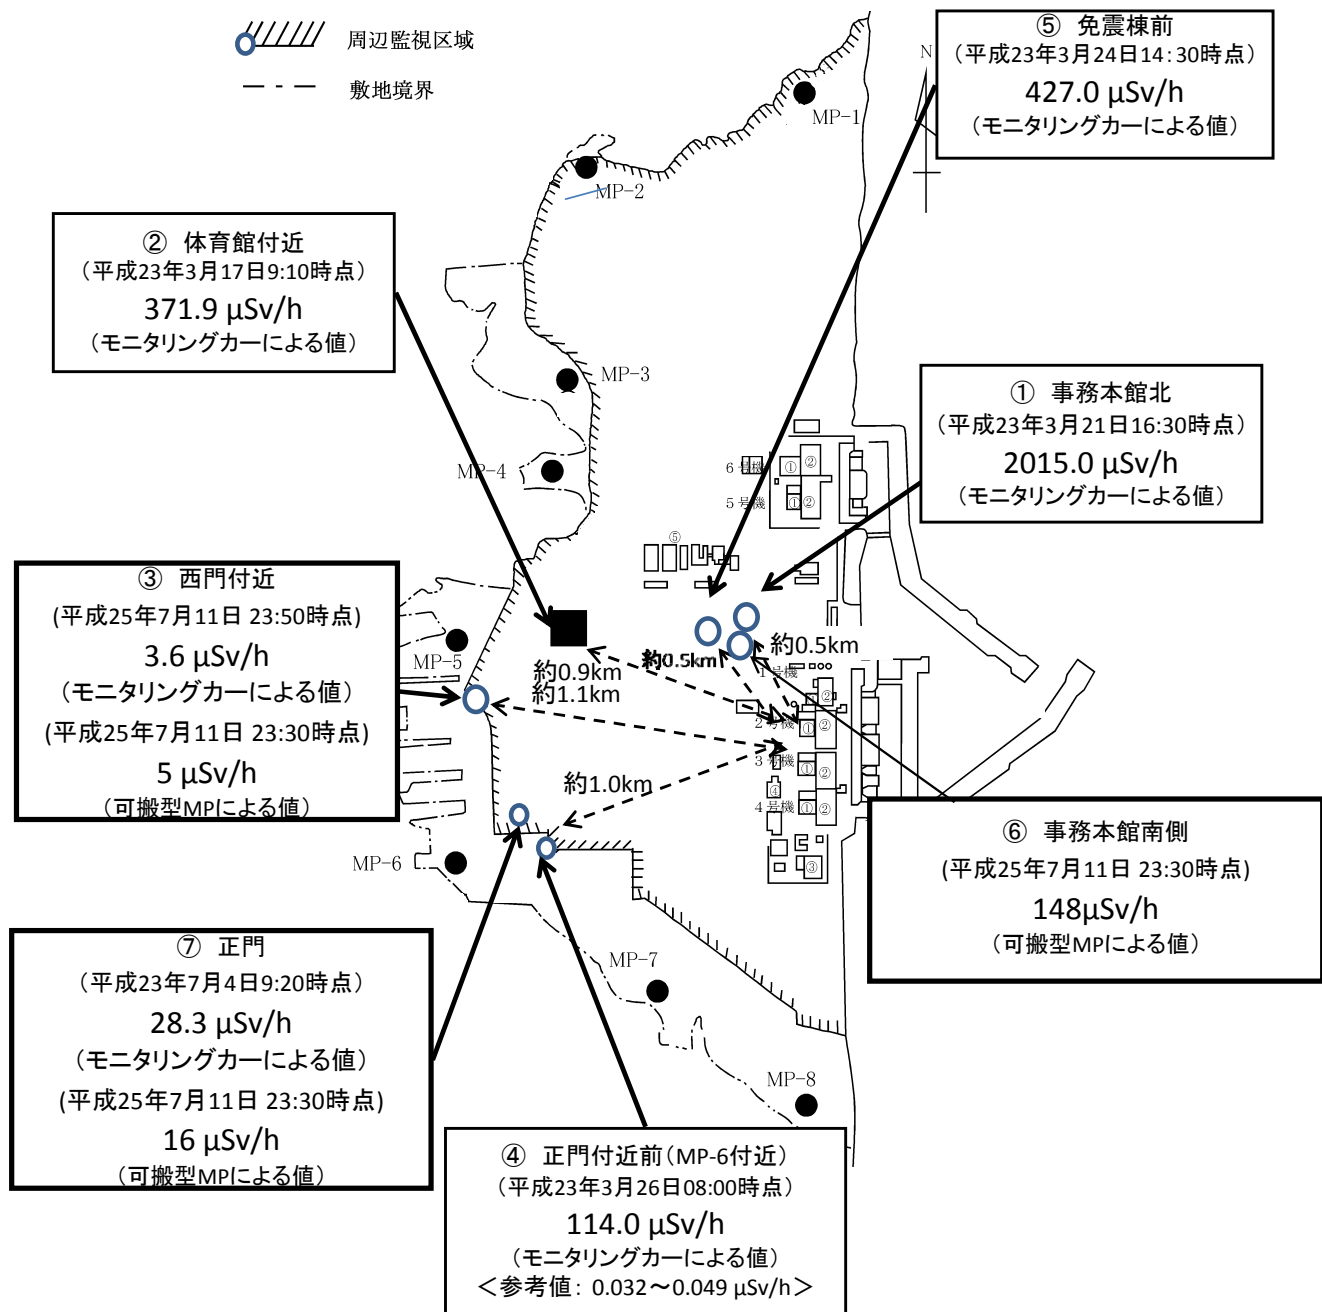 周辺監視区域
敷地境界
⑤ 免震棟前
（平成23年3月24日14:30時点）
427.0 μSv/h
（モニタリングカーによる値）
N
MP-1
MP-2
② 体育館付近
（平成23年3月17日9:10時点）
371.9 μSv/h
（モニタリングカーによる値）
MP-3
① 事務本館北
（平成23年3月21日16:30時点）
2015.0 μSv/h
（モニタリングカーによる値）
MP-4
6号機
①
②
5号機
①
②
⑤
③ 西門付近
(平成25年7月11日 23:50時点)
3.6 μSv/h
（モニタリングカーによる値）
(平成25年7月11日 23:30時点)
5 μSv/h
（可搬型MPによる値）
MP-5
約0.9km
約1.1km
約0.5km
約0.5km
1号機
②
2号機
①
②
3号機
①
②
約1.0km
④
4号機
①
②
③
MP-6
⑥ 事務本館南側
(平成25年7月11日 23:30時点)
148μSv/h
（可搬型MPによる値）
⑦ 正門
（平成23年7月4日9:20時点）
28.3 μSv/h
（モニタリングカーによる値）
(平成25年7月11日 23:30時点)
16 μSv/h
（可搬型MPによる値）
MP-7
MP-8
④ 正門付近前（MP-6付近）
（平成23年3月26日08:00時点）
114.0 μSv/h
（モニタリングカーによる値）
＜参考値： 0.032～0.049 μSv/h＞